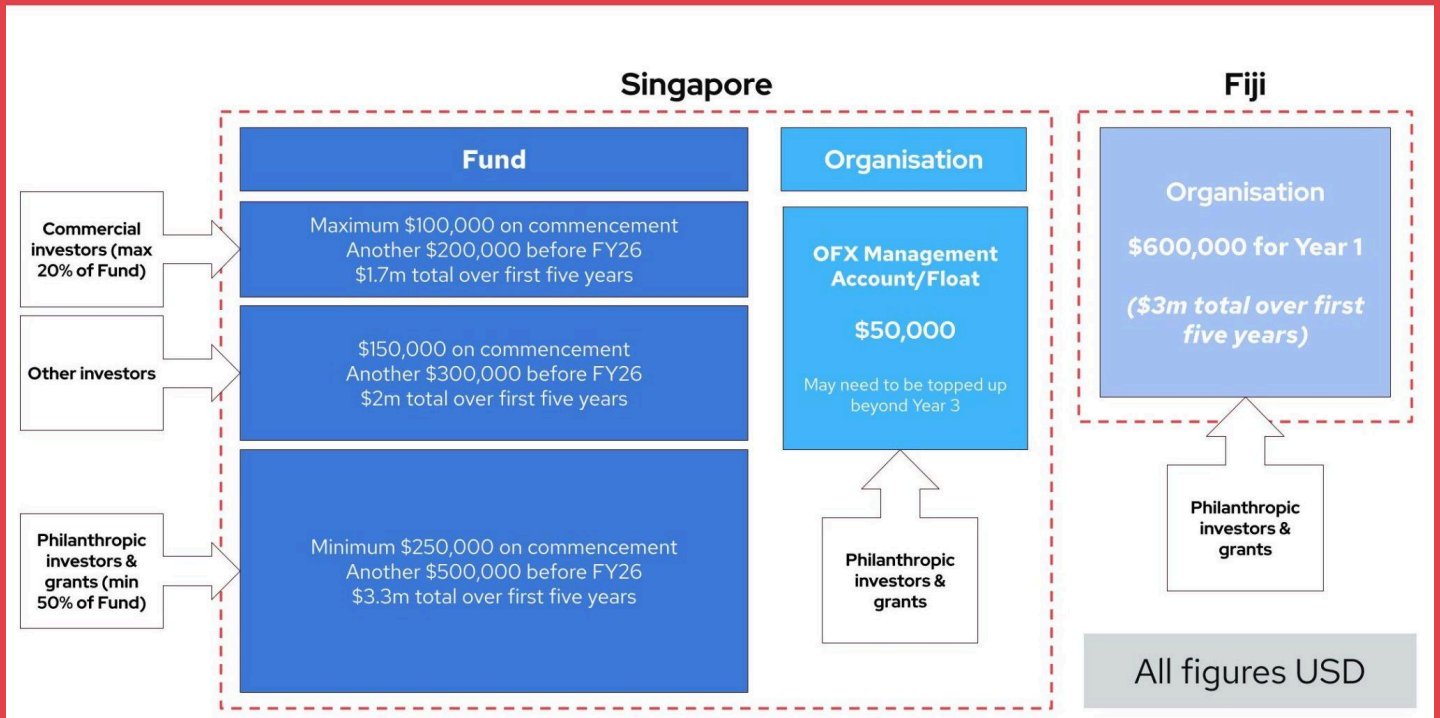 Singapore
Fiji
Fund
Organisation
Commercial
investors (max
20% of Fund)
Maximum $100,000 on commencement
Another $200,000 before FY26
$1.7m total over first five years
Other investors
$150,000 on commencement
Another $300,000 before FY26
$2m total over first five years
Philanthropic
investors &
grants (min
50% of Fund)
Minimum $250,000 on commencement
Another $500,000 before FY26
$3.3m total over first five years
OFX Management
Account/Float
$50,000
May need to be topped up
beyond Year 3
Philanthropic
investors &
grants
Organisation
$600,000 for Year 1
($3m total over first
five years)
Philanthropic
investors &
grants
All figures USD